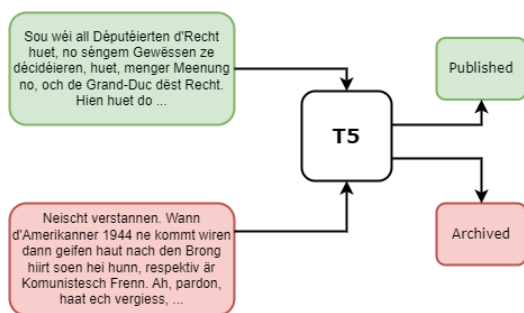 Sou wéi all Députéierten d'Recht
huet, no séngem Gewëssen ze
décidéieren, huet, menger Meenung
no, och de Grand-Duc dëst Recht.
Hien huet do ...
Published
T5
Neischt verstannen. Wann
d'Amerikanner 1944 ne kommt wiren
dann geifen haut nach den Brong
hiirt soen hei hunn, respektiv är
Komunistesch Frenn. Ah, pardon,
haat ech vergiess, ...
Archived